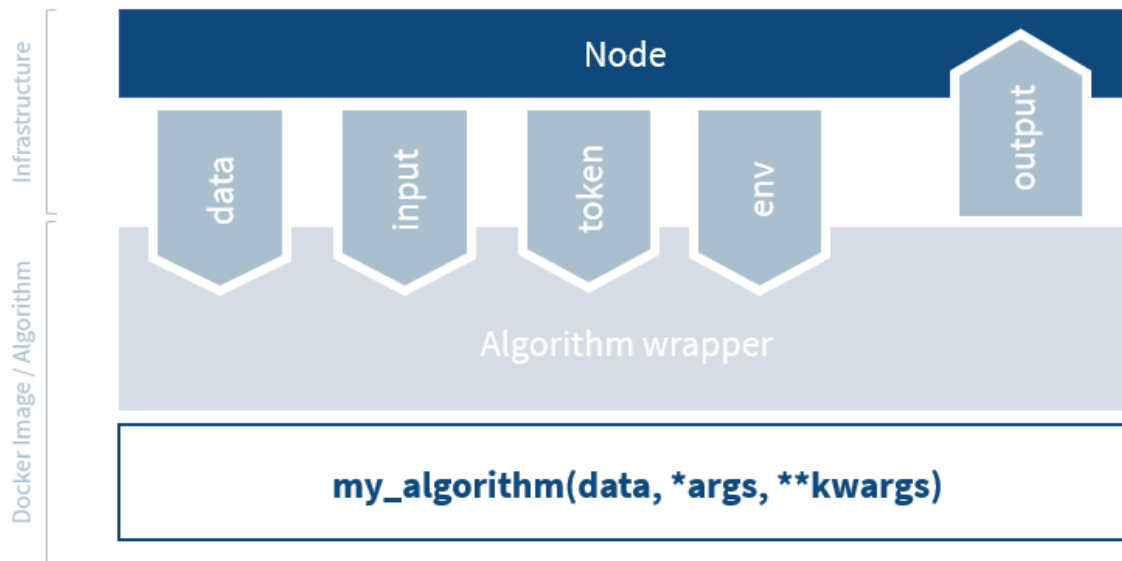 Infrastructure
Node
data
input
token
env
output
Docker Image / Algorithm
Algorithm wrapper
my_algorithm(data, *args, **kwargs)